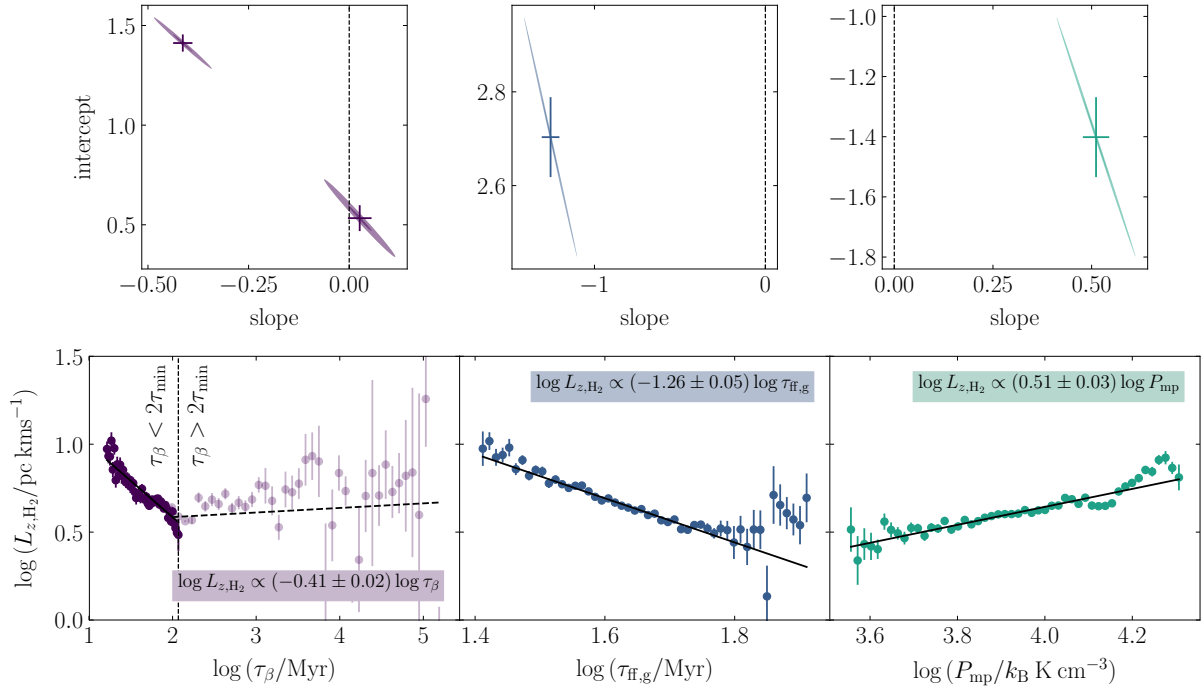 1.5
1.0
0.5
intercept
−0.50
−0.25
0.00
slope
2.8
2.6
−1
0
slope
−1.0
−1.2
−1.4
−1.6
−1.8
0.00
0.25
0.50
slope
1.5
1.0
0.5
0.0
log (L_{z,H_2}/pc kms^{−1})
τ_β < 2τ_min
τ_β > 2τ_min
log L_{z,H_2} ∝ (−0.41 ± 0.02) log τ_β
1
2
3
4
5
log (τ_β/Myr)
log L_{z,H_2} ∝ (−1.26 ± 0.05) log τ_{ff,g}
1.4
1.6
1.8
log (τ_{ff,g}/Myr)
log L_{z,H_2} ∝ (0.51 ± 0.03) log P_mp
3.6
3.8
4.0
4.2
log (P_mp/k_B K cm^{−3})